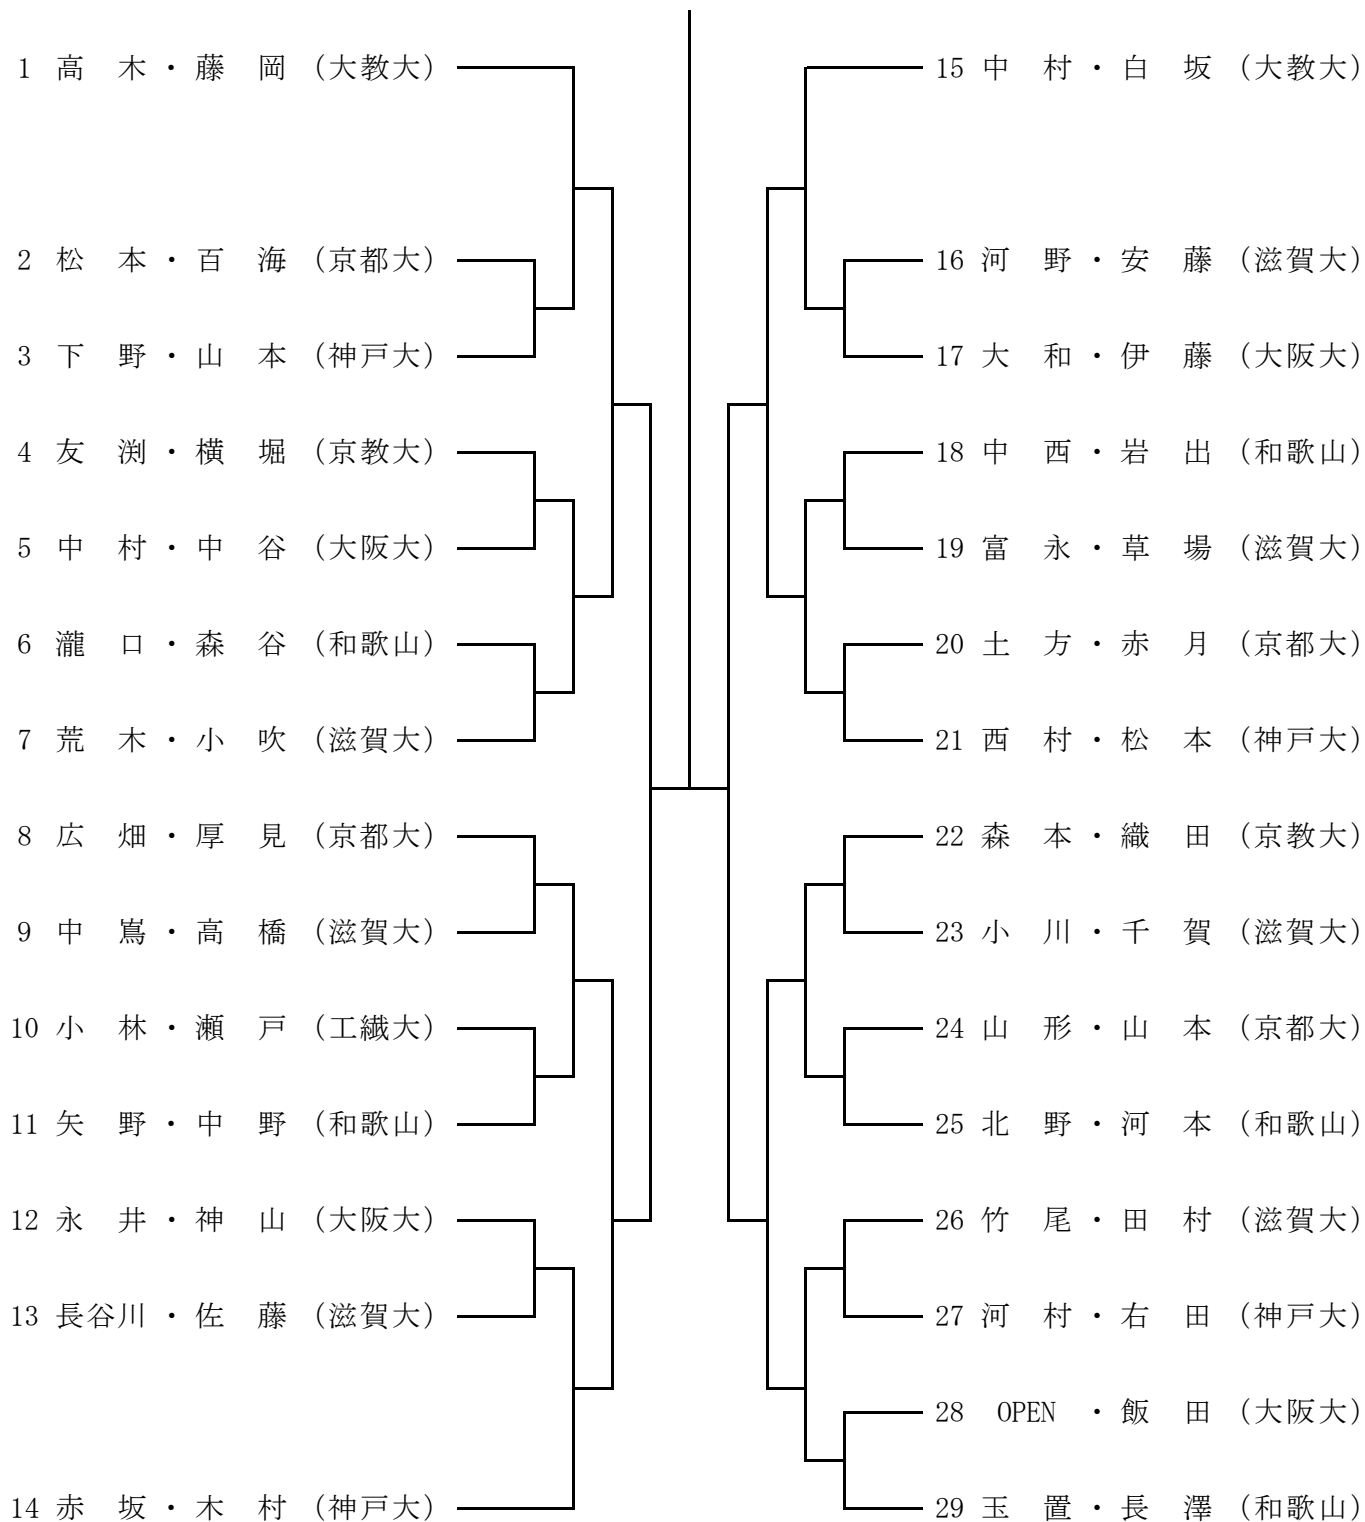 1 高 木 ・ 藤 岡 (大教大)
2 松 本 ・ 百 海 (京都大)
3 下 野 ・ 山 本 (神戸大)
4 友 渕 ・ 横 堀 (京教大)
5 中 村 ・ 中 谷 (大阪大)
6 瀧 口 ・ 森 谷 (和歌山)
7 荒 木 ・ 小 吹 (滋賀大)
8 広 畑 ・ 厚 見 (京都大)
9 中 嶌 ・ 高 橋 (滋賀大)
10 小 林 ・ 瀬 戸 (工繊大)
11 矢 野 ・ 中 野 (和歌山)
12 永 井 ・ 神 山 (大阪大)
13 長谷川 ・ 佐 藤 (滋賀大)
14 赤 坂 ・ 木 村 (神戸大)
15 中 村 ・ 白 坂 (大教大)
16 河 野 ・ 安 藤 (滋賀大)
17 大 和 ・ 伊 藤 (大阪大)
18 中 西 ・ 岩 出 (和歌山)
19 富 永 ・ 草 場 (滋賀大)
20 土 方 ・ 赤 月 (京都大)
21 西 村 ・ 松 本 (神戸大)
22 森 本 ・ 織 田 (京教大)
23 小 川 ・ 千 賀 (滋賀大)
24 山 形 ・ 山 本 (京都大)
25 北 野 ・ 河 本 (和歌山)
26 竹 尾 ・ 田 村 (滋賀大)
27 河 村 ・ 右 田 (神戸大)
28 OPEN ・ 飯 田 (大阪大)
29 玉 置 ・ 長 澤 (和歌山)